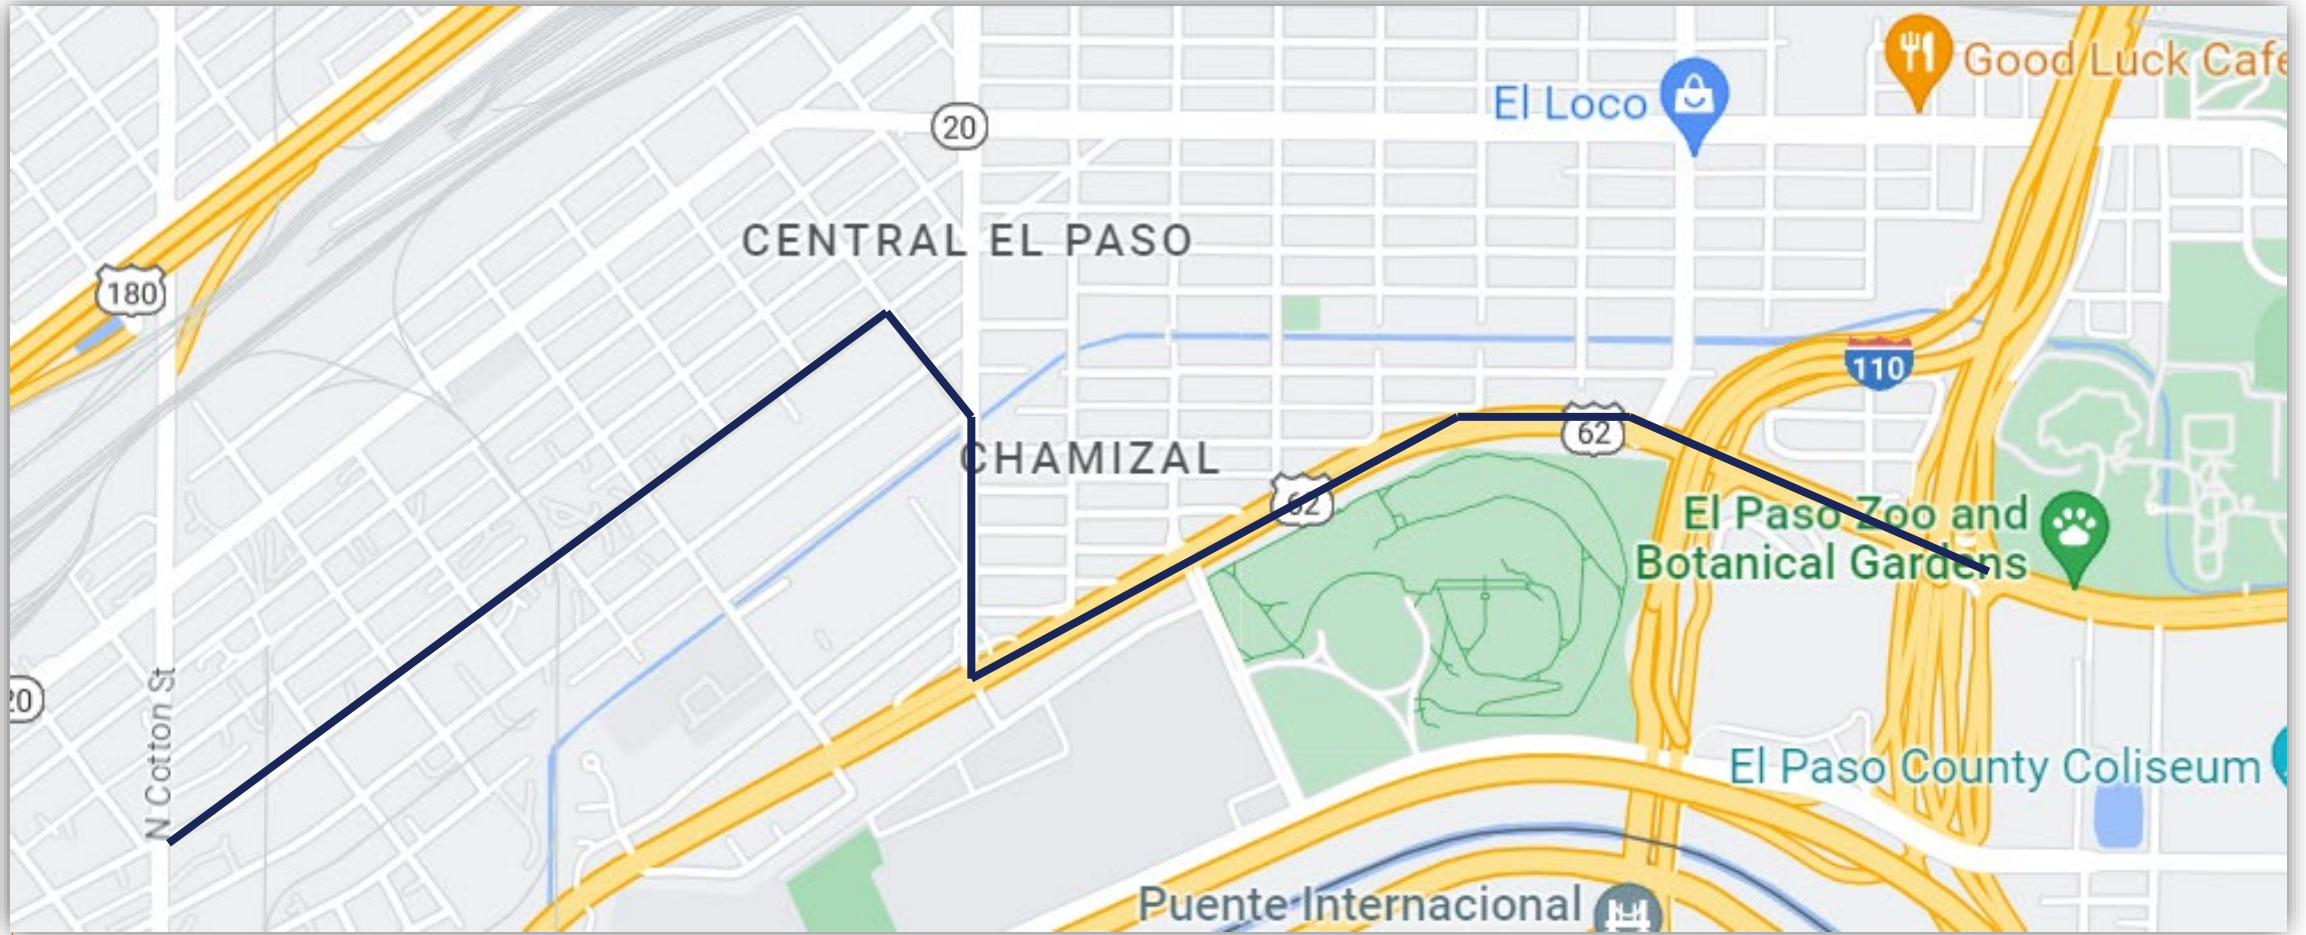 Good Luck Cafe
El Loco
20
CENTRAL EL PASO
180
110
CHAMIZAL
62
62
El Paso Zoo and
Botanical Gardens
N Cotton St
20
El Paso County Coliseum
Puente Internacional